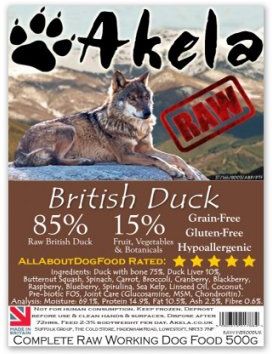 Akela
RAW
British Duck
85% 15% Grain-Free
Raw British Duck Fruit, Vegetables & Botanicals Gluten-Free
Hypoallergenic
ALLABOUTDOGFOOD RATED: ★★★★★
Ingredients: Duck with bone 75%, Duck Liver 10%,
Butternut Squash, Spinach, Carrot, Broccoli, Cranberry, Blackberry,
Raspberry, Blueberry, Spirulina, Sea Kelp, Linseed Oil, Coconut,
Pre-biotic FOS, Joint Care (Glucosamine, MSM, Chondroitin).
Analysis: Moisture 69.1%, Protein 14.9%, Fat 10.5%, Ash 2.5%, Fibre 0.6%.
NOT FOR HUMAN CONSUMPTION. KEEP FROZEN. DEFROST
BEFORE USE & CLEAN HANDS & SURFACES. DISPOSE AFTER
72HRS. FEED 2-3% BODYWEIGHT PER DAY. AKELA-CO.UK
MADE IN BRITAIN
COMPLETE RAW WORKING DOG FOOD 500g